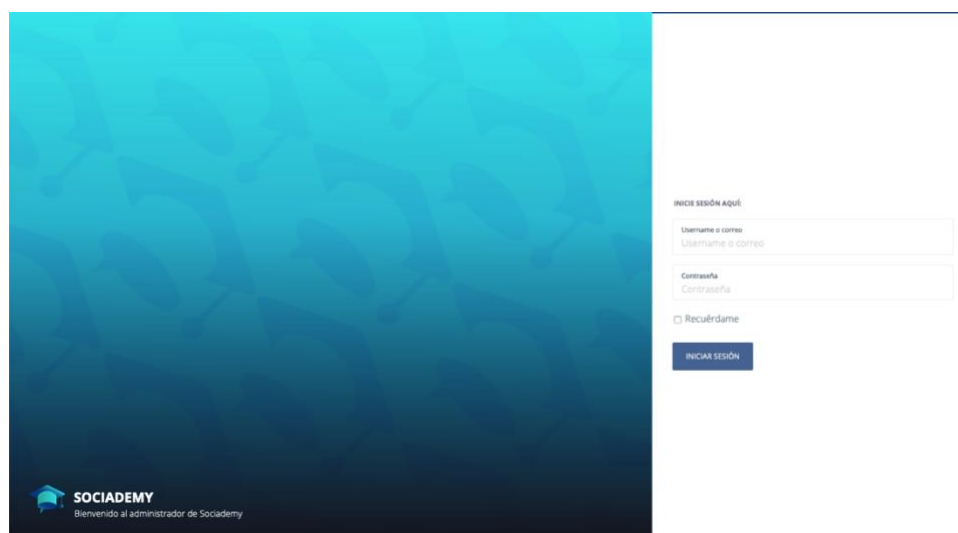 INICIE SESIÓN AQUÍ:
Username o correo
Username o correo
Contraseña
Contraseña
Recuérdame
INICIAR SESIÓN
SOCIADEMY
Bienvenido al administrador de Sociademy